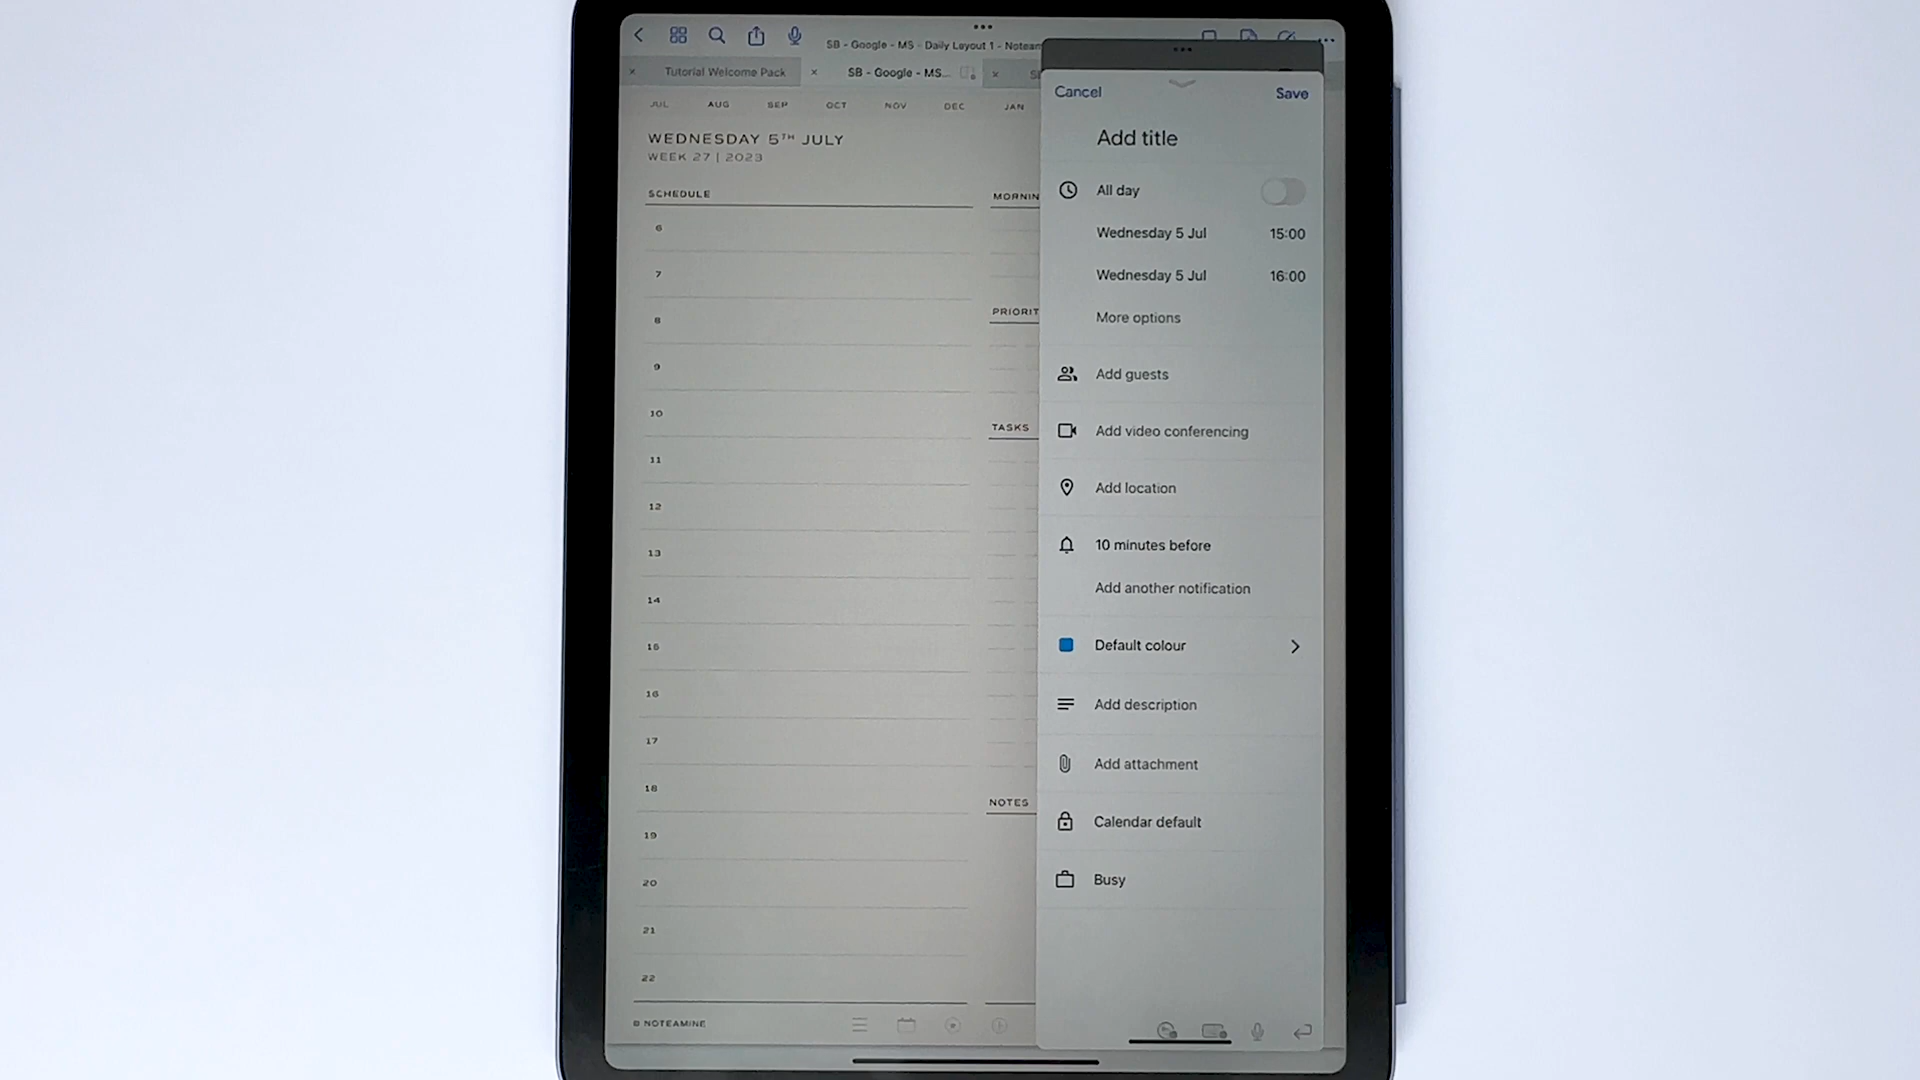 SB - Google - MS - Daily Layout 1 - Noteam
Tutorial Welcome Pack
SB - Google - MS...
JUL AUG SEP OCT NOV DEC JAN
WEDNESDAY 5TH JULY
WEEK 27 | 2023
SCHEDULE
6
7
8
9
10
11
12
13
14
15
16
17
18
19
20
21
22
NOTEAMINE
MORNIN
PRIORIT
TASKS
NOTES
Cancel
Save
Add title
All day
Wednesday 5 Jul 15:00
Wednesday 5 Jul 16:00
More options
Add guests
Add video conferencing
Add location
10 minutes before
Add another notification
Default colour
Add description
Add attachment
Calendar default
Busy